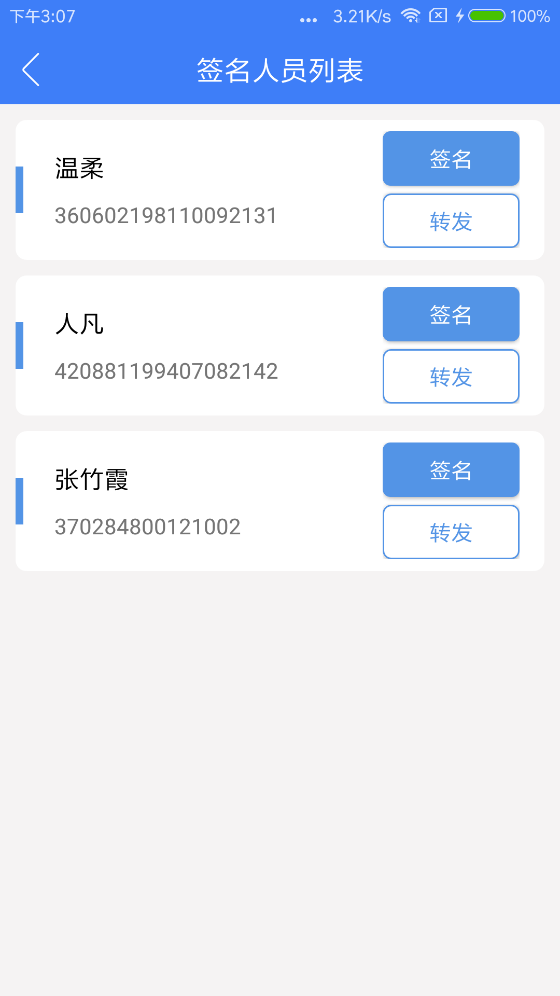 下午3:07 ... 3.21K/s 100%
签名人员列表
温柔
签名
360602198110092131
转发
人凡
签名
420881199407082142
转发
张竹霞
签名
370284800121002
转发